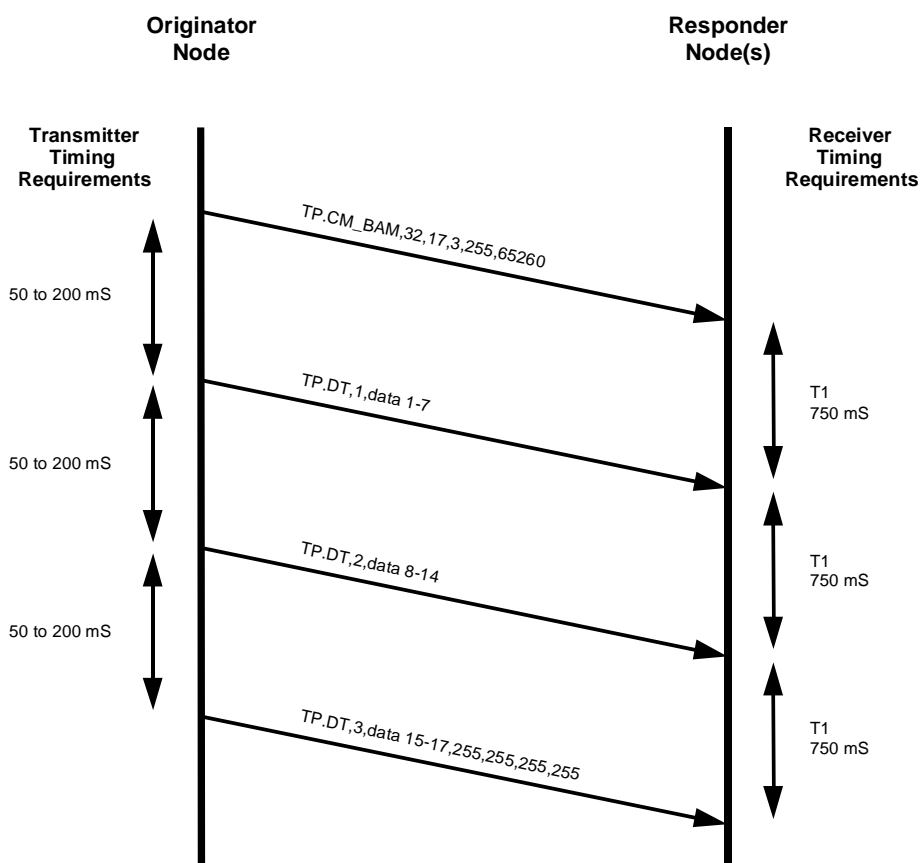 Originator
Node
Responder
Node(s)
Transmitter
Timing
Requirements
Receiver
Timing
Requirements
TP.CM_BAM,32,17,3,255,65260
50 to 200 mS
TP.DT,1,data 1-7
T1
750 mS
50 to 200 mS
TP.DT,2,data 8-14
T1
750 mS
50 to 200 mS
TP.DT,3,data 15-17,255,255,255,255
T1
750 mS